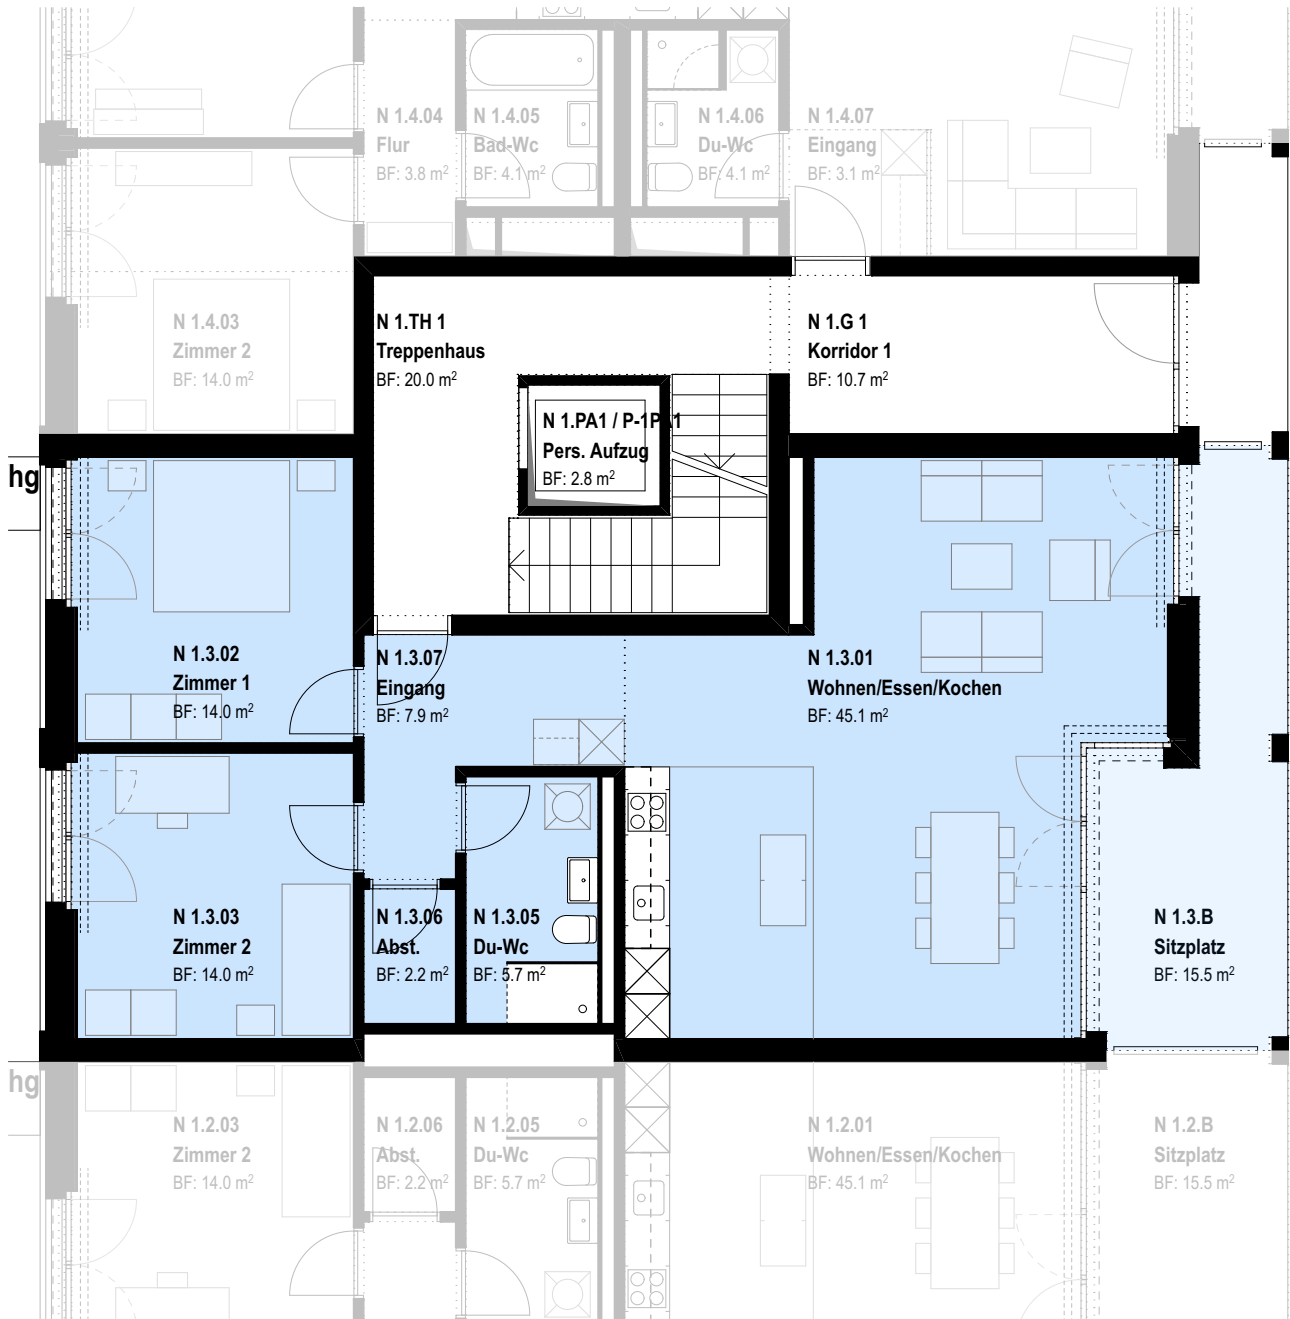 N 1.4.04
Flur
BF: 3.8 m²
N 1.4.05
Bad-Wc
BF: 4.1 m²
N 1.4.06
Du-Wc
BF: 4.1 m²
N 1.4.07
Eingang
BF: 3.1 m²
N 1.4.03
Zimmer 2
BF: 14.0 m²
N 1.TH 1
Treppenhaus
BF: 20.0 m²
N 1.G 1
Korridor 1
BF: 10.7 m²
N 1.PA1 / P-1PA1
Pers. Aufzug
BF: 2.8 m²
hg
N 1.3.02
Zimmer 1
BF: 14.0 m²
N 1.3.07
Eingang
BF: 7.9 m²
N 1.3.01
Wohnen/Essen/Kochen
BF: 45.1 m²
N 1.3.03
Zimmer 2
BF: 14.0 m²
N 1.3.06
Abst.
BF: 2.2 m²
N 1.3.05
Du-Wc
BF: 5.7 m²
N 1.3.B
Sitzplatz
BF: 15.5 m²
hg
N 1.2.03
Zimmer 2
BF: 14.0 m²
N 1.2.06
Abst.
BF: 2.2 m²
N 1.2.05
Du-Wc
BF: 5.7 m²
N 1.2.01
Wohnen/Essen/Kochen
BF: 45.1 m²
N 1.2.B
Sitzplatz
BF: 15.5 m²